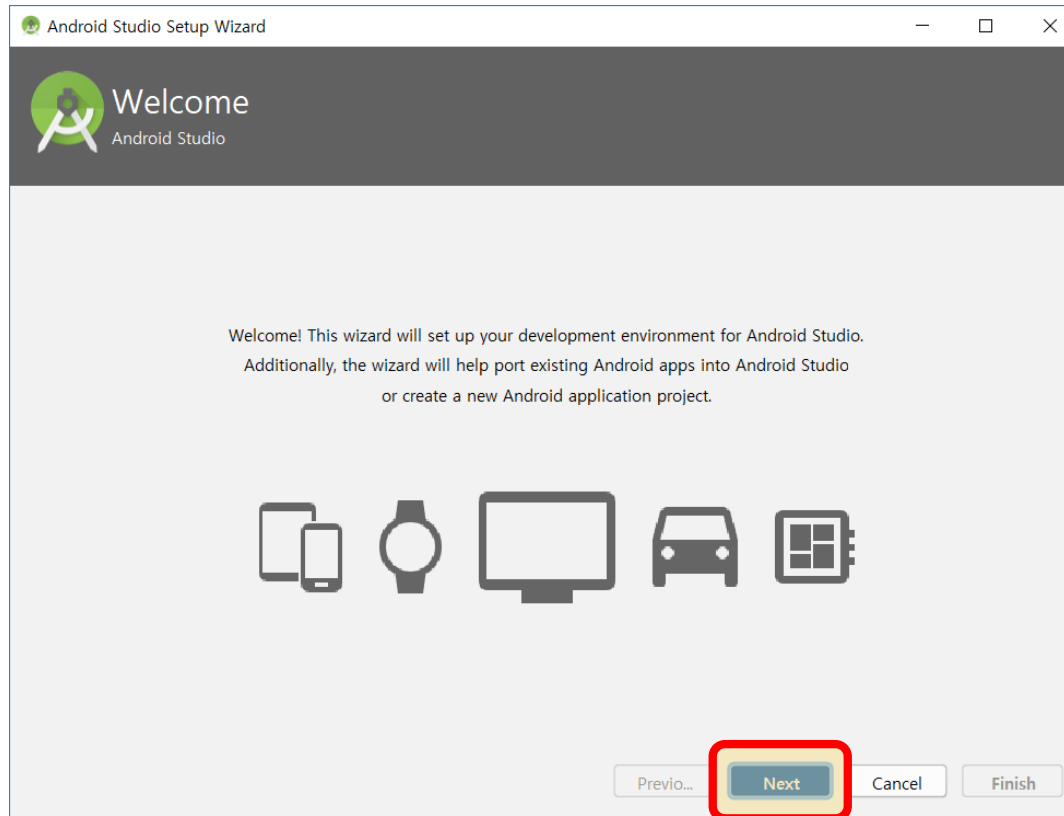 Android Studio Setup Wizard
Welcome
Android Studio
Welcome! This wizard will set up your development environment for Android Studio.
Additionally, the wizard will help port existing Android apps into Android Studio
or create a new Android application project.
Previo... Next Cancel Finish